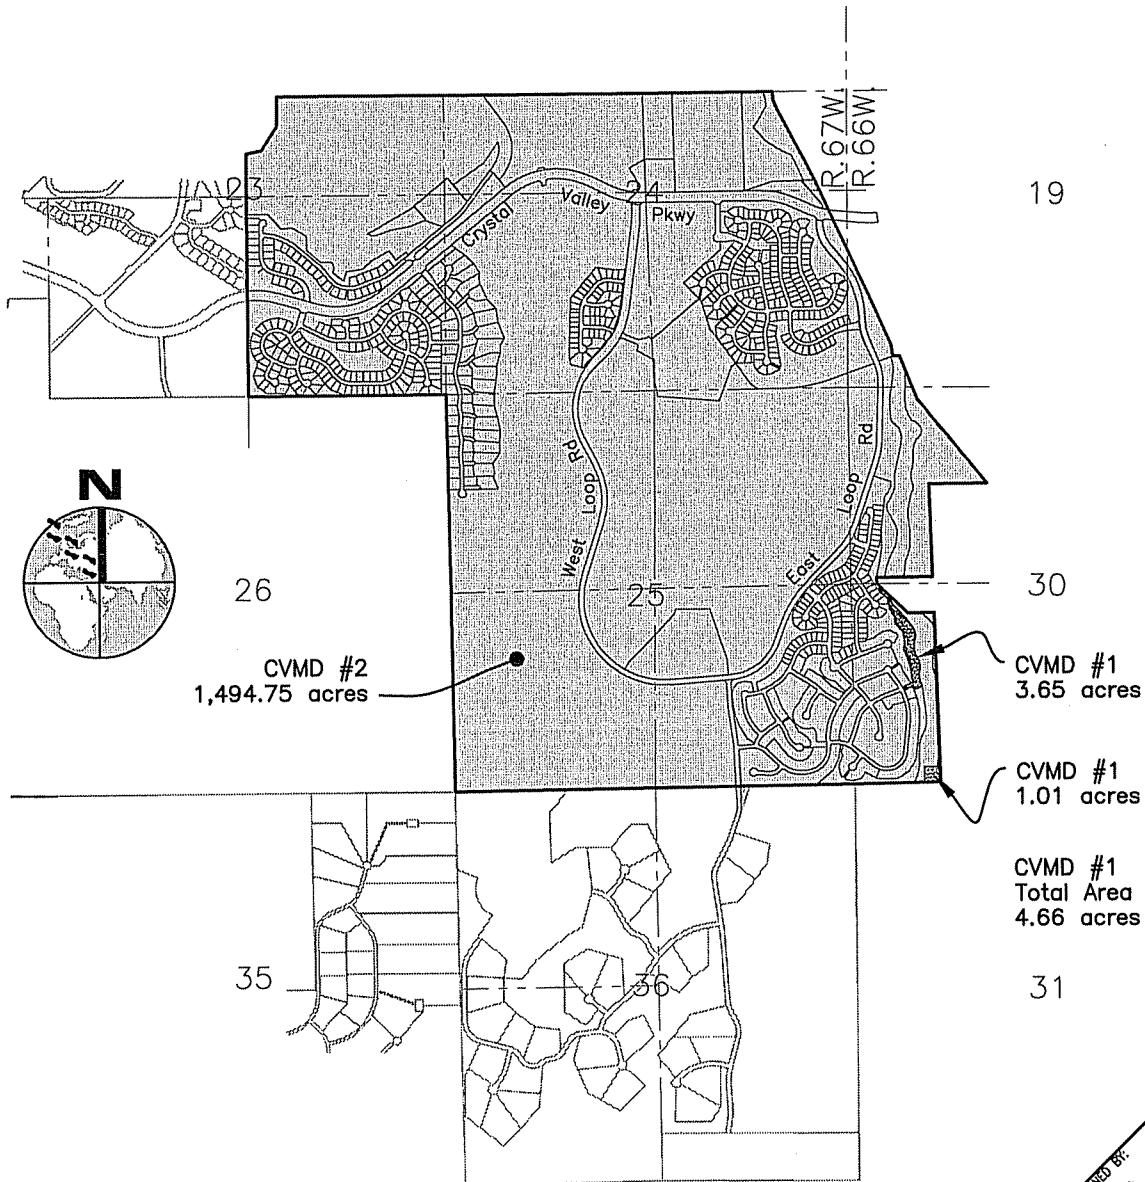 R.67W.
R.66W.
19
23
24
Crystal
Valley
Pkwy
West
Loop
Rd
East
Loop
Rd.
N
26
25
30
CVMD #2
1,494.75 acres
CVMD #1
3.65 acres
CVMD #1
1.01 acres
CVMD #1
Total Area
4.66 acres
35
36
31
BY: